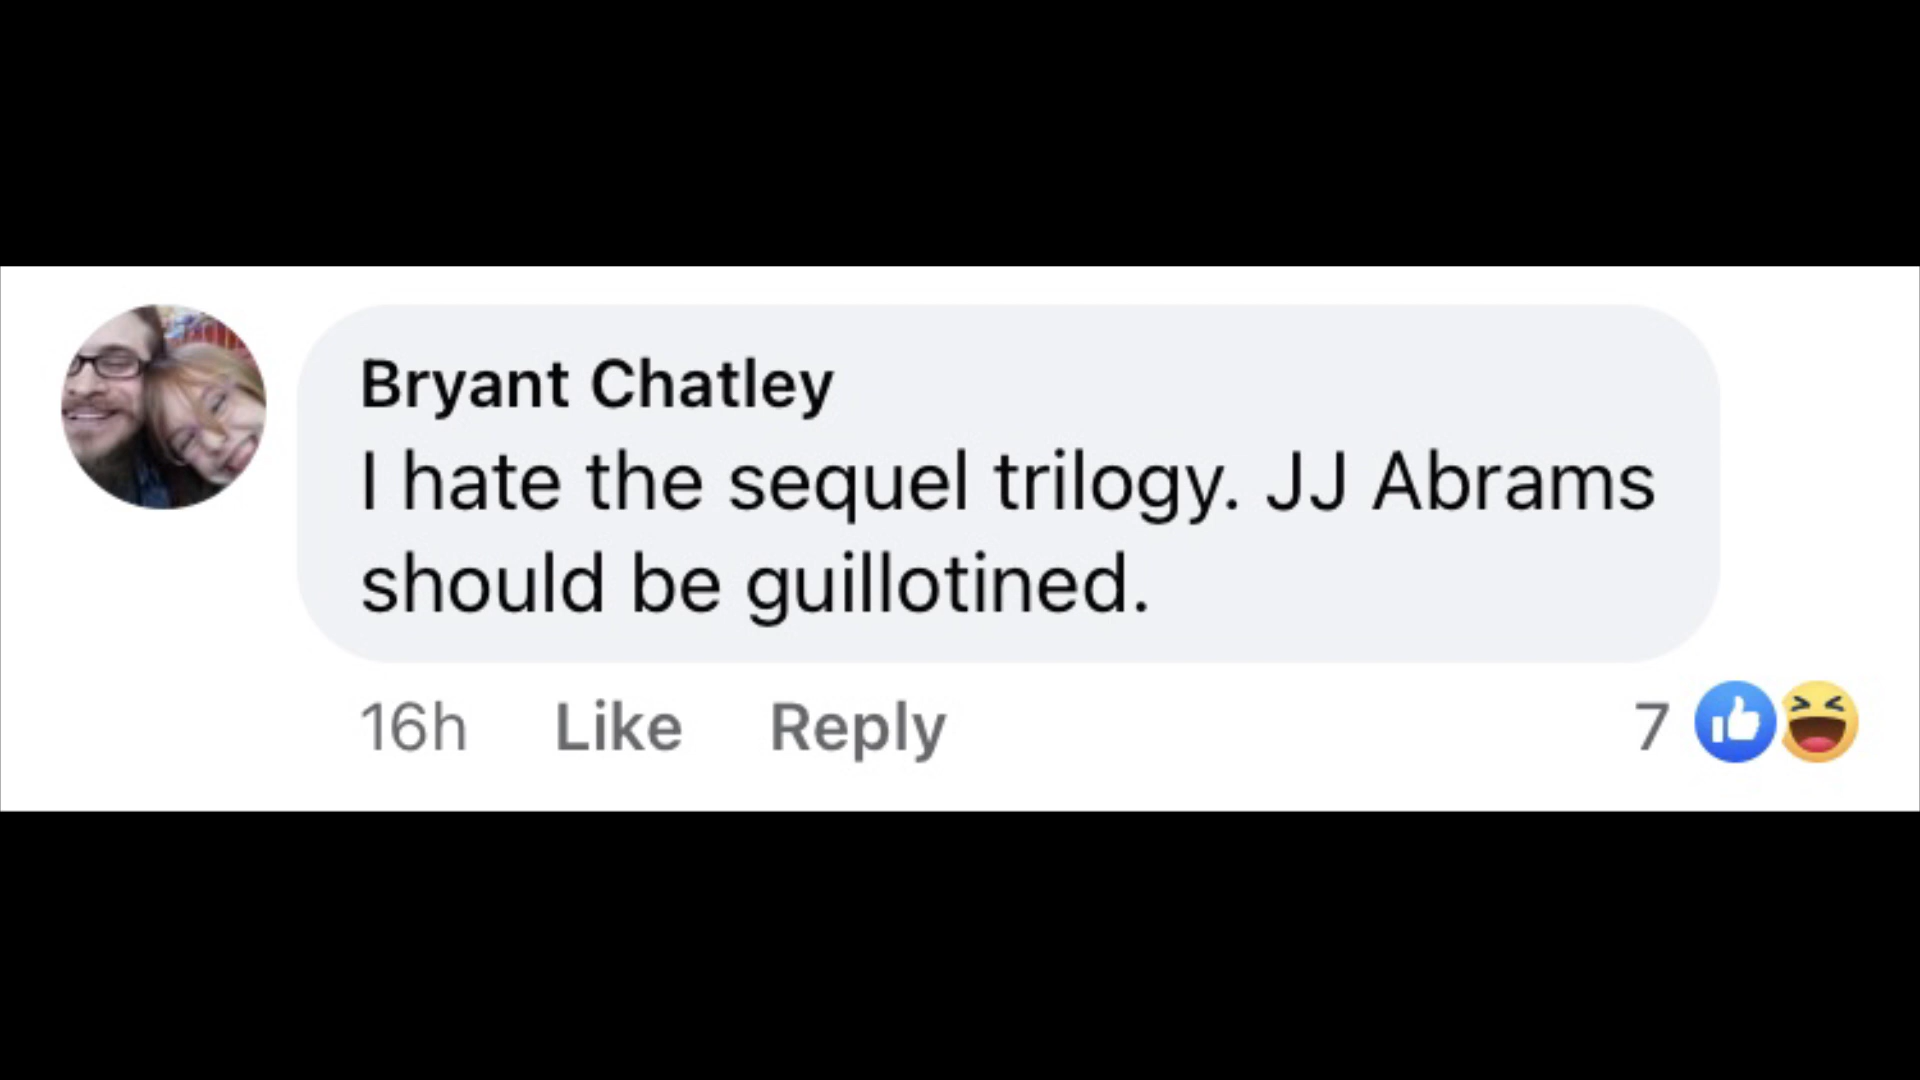 Bryant Chatley
I hate the sequel trilogy. JJ Abrams
should be guillotined.
16h Like Reply 7